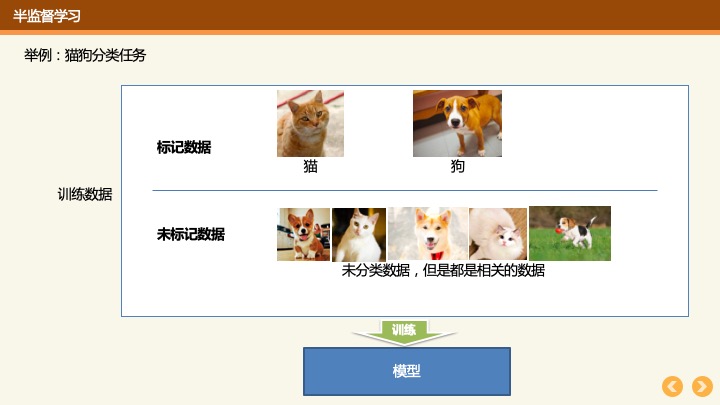 半监督学习
举例：猫狗分类任务
标记数据
猫
狗
训练数据
未标记数据
未分类数据，但是都是相关的数据
训练
模型